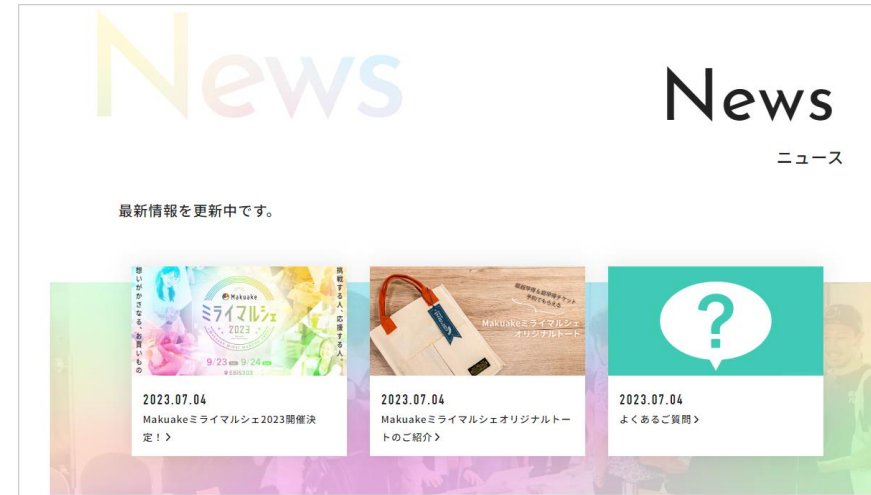 News
News
ニュース
最新情報を更新中です。
想いがかさなる、お買いもの
挑戦する人、応援する人。
Makuake
ミライマルシェ
2023
9/23
9/24
EBIS303
Makuakeミライマルシェ
オリジナルトート
?
2023.07.04
Makuakeミライマルシェ2023開催決
定！>
2023.07.04
Makuakeミライマルシェオリジナルトー
トのご紹介>
2023.07.04
よくあるご質問>